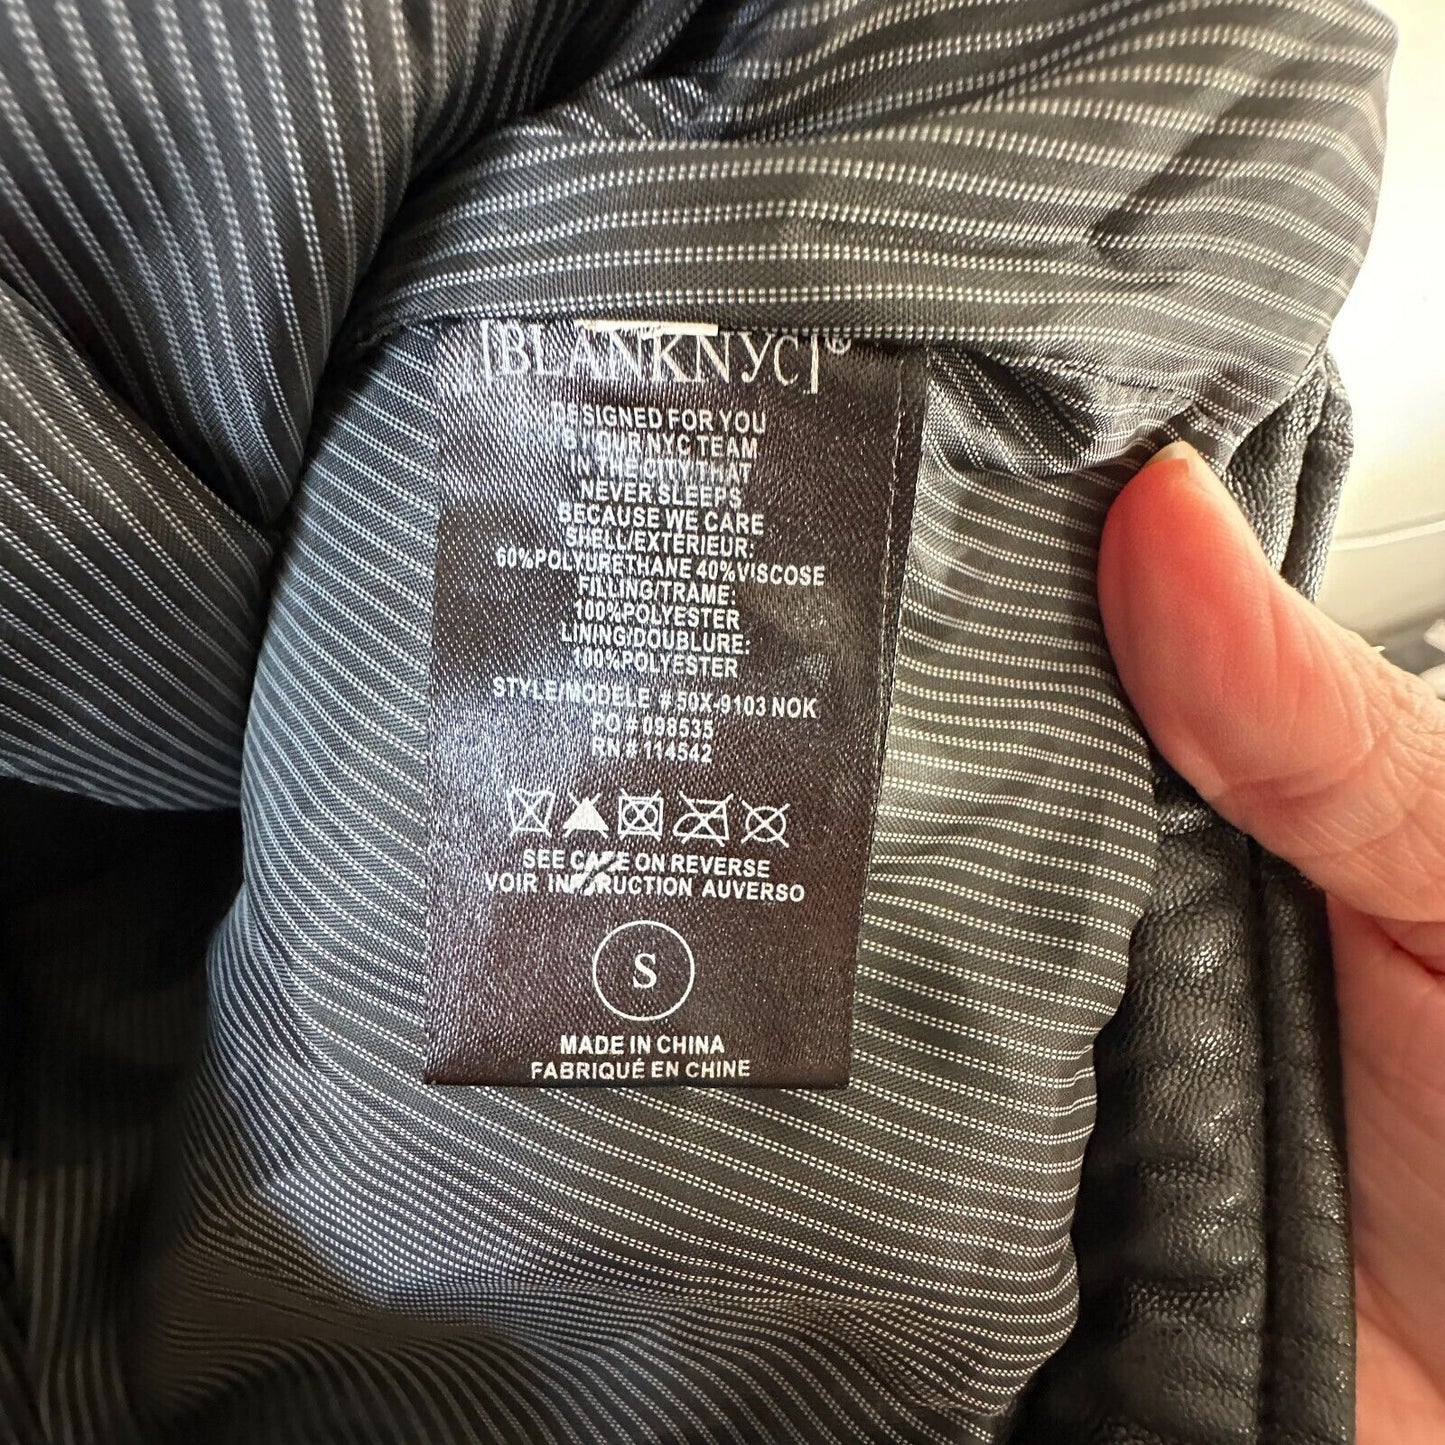 [BLANKNYC]®
DESIGNED FOR YOU
BY OUR NYC TEAM
IN THE CITY THAT
NEVER SLEEPS
BECAUSE WE CARE
SHELL/EXTERIEUR:
60%POLYURETHANE 40%VISCOSE
FILLING/TRAME:
100%POLYESTER
LINING/DOUBLURE:
100%POLYESTER
STYLE/MODELE # 50X-9103 NOK
PO # 098535
RN # 114542
SEE CARE ON REVERSE
VOIR INSTRUCTION AUVERSO
S
MADE IN CHINA
FABRIQUÉ EN CHINE